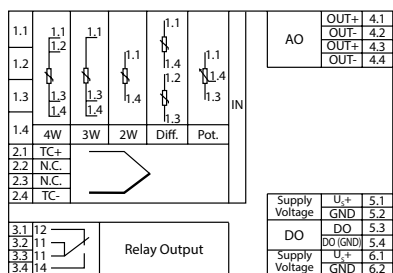 1.1
1.2
1.3
1.4
1.1
1.2
1.3
1.4
4W
1.1
1.3
1.4
3W
1.1
1.4
2W
1.1
1.4
1.2
1.3
Diff.
1.1
1.4
1.3
Pot.
IN
2.1 TC+
2.2 N.C.
2.3 N.C.
2.4 TC-
3.1 12
3.2 11
3.3 11
3.4 14
Relay Output
AO
OUT+ 4.1
OUT- 4.2
OUT+ 4.3
OUT- 4.4
Supply Voltage
Us+ 5.1
GND 5.2
DO
DO 5.3
DO (GND) 5.4
Supply Voltage
Us+ 6.1
GND 6.2